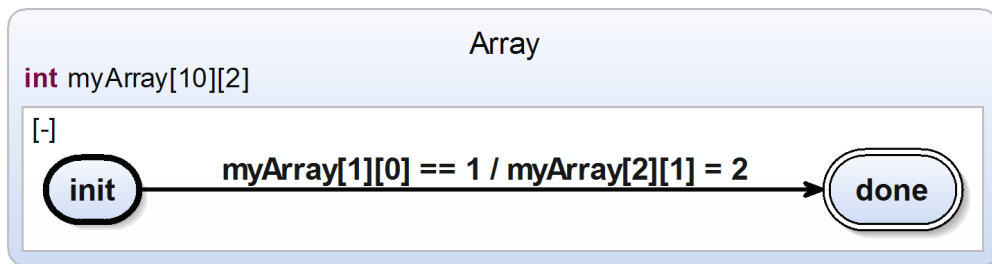 Array
int myArray[10][2]
[-]
myArray[1][0] == 1 / myArray[2][1] = 2
init
done